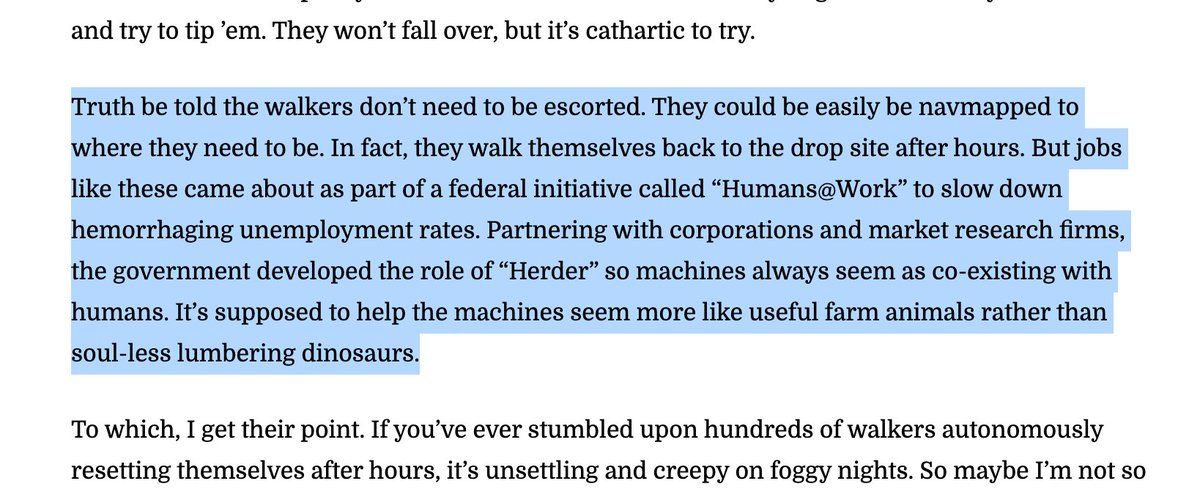 and try to tip ’em. They won’t fall over, but it’s cathartic to try.
Truth be told the walkers don’t need to be escorted. They could be easily be navmapped to
where they need to be. In fact, they walk themselves back to the drop site after hours. But jobs
like these came about as part of a federal initiative called “Humans@Work” to slow down
hemorrhaging unemployment rates. Partnering with corporations and market research firms,
the government developed the role of “Herder” so machines always seem as co-existing with
humans. It’s supposed to help the machines seem more like useful farm animals rather than
soul-less lumbering dinosaurs.
To which, I get their point. If you’ve ever stumbled upon hundreds of walkers autonomously
resetting themselves after hours, it’s unsettling and creepy on foggy nights. So maybe I’m not so